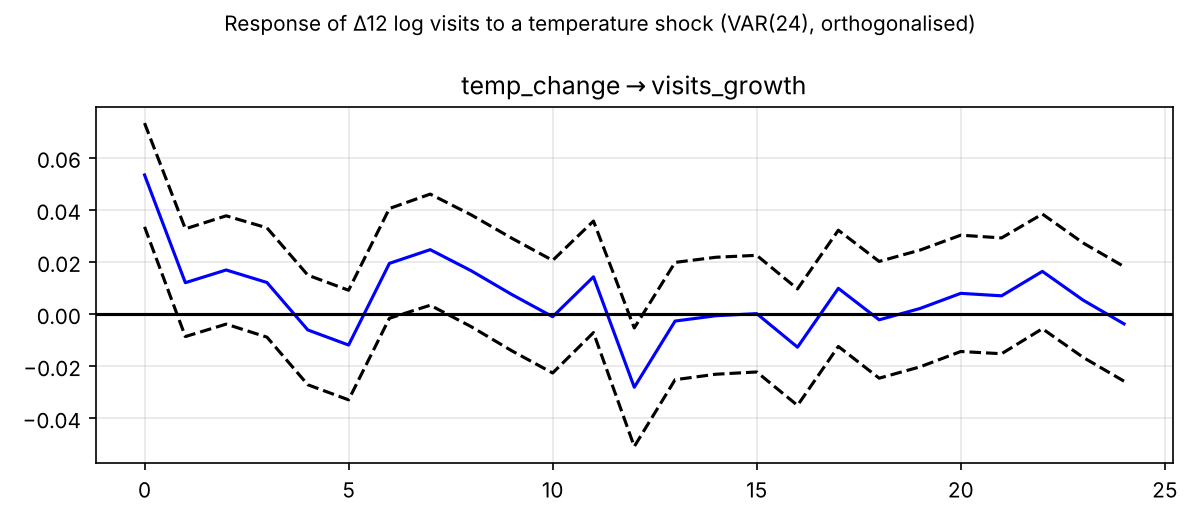 Response of Δ12 log visits to a temperature shock (VAR(24), orthogonalised)
temp_change → visits_growth
0.06
0.04
0.02
0.00
−0.02
−0.04
0 5 10 15 20 25